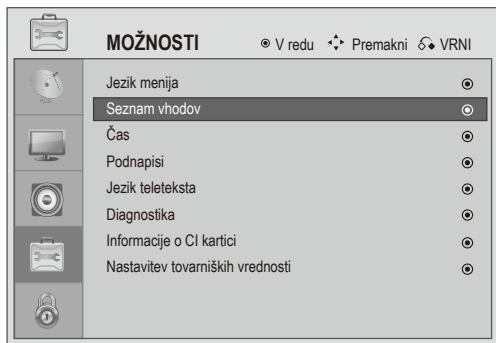 MOŽNOSTI V redu Premakni VRNI
Jezik menija
Seznam vhodov
Čas
Podnapisi
Jezik teleteksta
Diagnostika
Informacije o CI kartici
Nastavitev tovarniških vrednosti